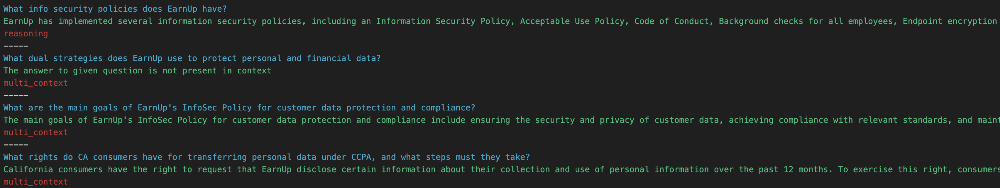 What info security policies does EarnUp have?
EarnUp has implemented several information security policies, including an Information Security Policy, Acceptable Use Policy, Code of Conduct, Background checks for all employees, Endpoint encryption
reasoning
-----
What dual strategies does EarnUp use to protect personal and financial data?
The answer to given question is not present in context
multi_context
-----
What are the main goals of EarnUp's InfoSec Policy for customer data protection and compliance?
The main goals of EarnUp's InfoSec Policy for customer data protection and compliance include ensuring the security and privacy of customer data, achieving compliance with relevant standards, and maint
multi_context
-----
What rights do CA consumers have for transferring personal data under CCPA, and what steps must they take?
California consumers have the right to request that EarnUp disclose certain information about their collection and use of personal information over the past 12 months. To exercise this right, consumers
multi_context